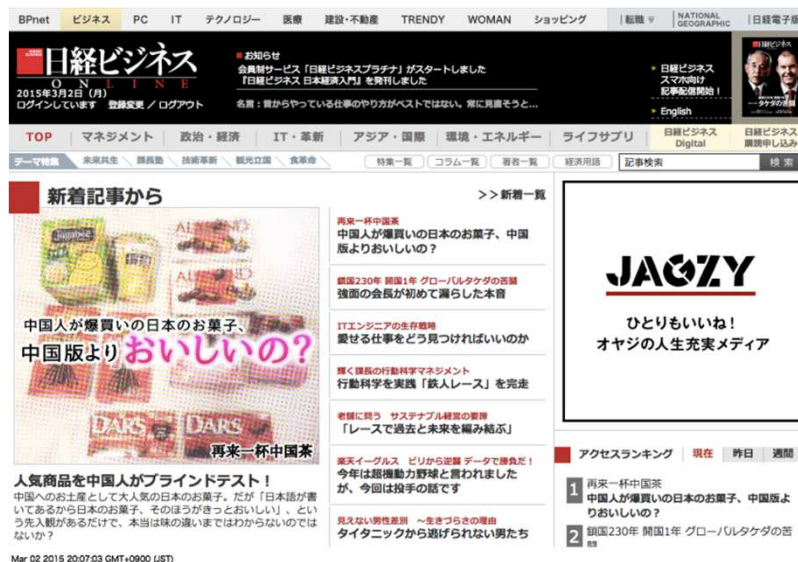 BPnet ビジネス PC IT テクノロジー 医療 建設・不動産 TRENDY WOMAN ショッピング 転職 NATIONAL GEOGRAPHIC 日経電子版
日経ビジネス
ONLINE
2015年3月2日（月）
ログインしています 登録変更 / ログアウト
お知らせ
会員制サービス「日経ビジネスプラチナ」がスタートしました
『日経ビジネス 日本経済入門』を発刊しました
名言：昔からやっている仕事のやり方がベストではない。常に見直そうと...
日経ビジネス
スマホ向け
記事配信開始！
English
TOP マネジメント 政治・経済 IT・革新 アジア・国際 環境・エネルギー ライフサプリ 日経ビジネス Digital 日経ビジネス 購読申し込み
テーマ特集 未来共生 課長塾 技術革新 観光立国 食革命 特集一覧 コラム一覧 著者一覧 経済用語 記事検索 検索
新着記事から
>>新着一覧
中国人が爆買いの日本のお菓子、
中国版よりおいしいの？
DARS DARS
再来一杯中国茶
人気商品を中国人がブラインドテスト！
中国へのお土産として大人気の日本のお菓子。だが「日本語が書
いてあるから日本のお菓子、そのほうがきっとおいしい」、とい
う先入観があるだけで、本当は味の違いまではわからないのでは
ないか？
再来一杯中国茶
中国人が爆買いの日本のお菓子、中国
版よりおいしいの？
鎖国230年 開国1年 グローバルタケダの苦闘
強面の会長が初めて漏らした本音
ITエンジニアの生存戦略
愛せる仕事をどう見つければいいのか
輝く課長の行動科学マネジメント
行動科学を実践「鉄人レース」を完走
老舗に問う サステナブル経営の要諦
「レースで過去と未来を編み結ぶ」
楽天イーグルス ビリから逆襲 データで勝負だ！
今年は超機動力野球と言われました
が、今回は投手の話です
見えない男性差別 ～生きづらさの理由
タイタニックから逃げられない男たち
JAGZY
ひとりもいいね！
オヤジの人生充実メディア
アクセスランキング 現在 昨日 週間
1 再来一杯中国茶
中国人が爆買いの日本のお菓子、中国版よ
りおいしいの？
2 鎖国230年 開国1年 グローバルタケダの苦
闘
Mar 02 2015 20:07:03 GMT+0900 (JST)